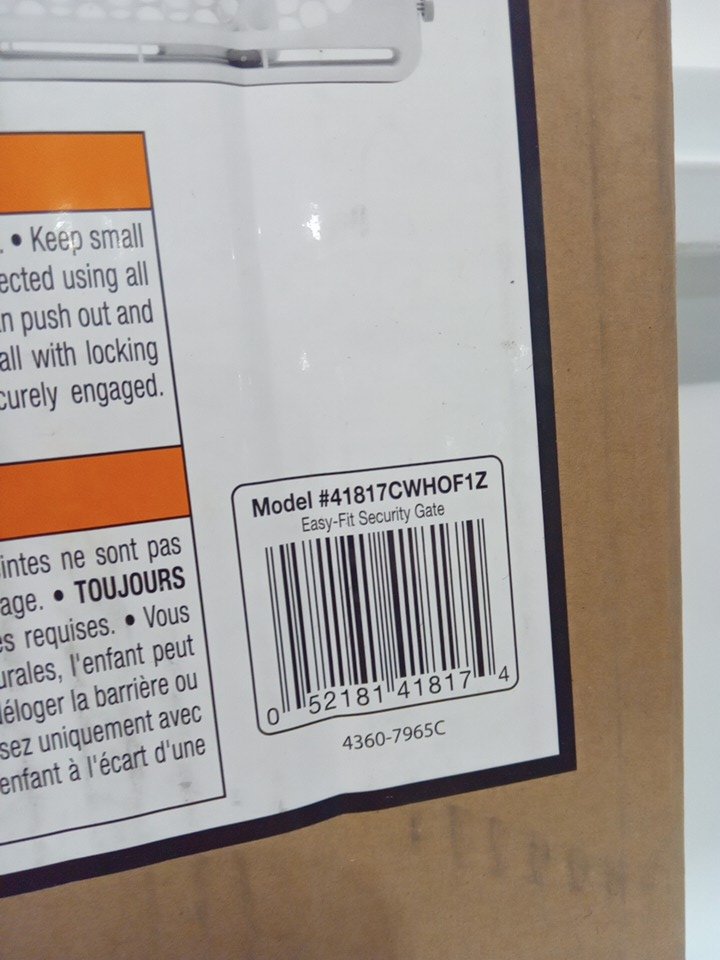 . • Keep small
ected using all
n push out and
all with locking
curely engaged.
intes ne sont pas
age. • TOUJOURS
es requises. • Vous
urales, l'enfant peut
déloger la barrière ou
sez uniquement avec
enfant à l'écart d'une
Model #41817CWHOF1Z
Easy-Fit Security Gate
0 52181 41817 4
4360-7965C